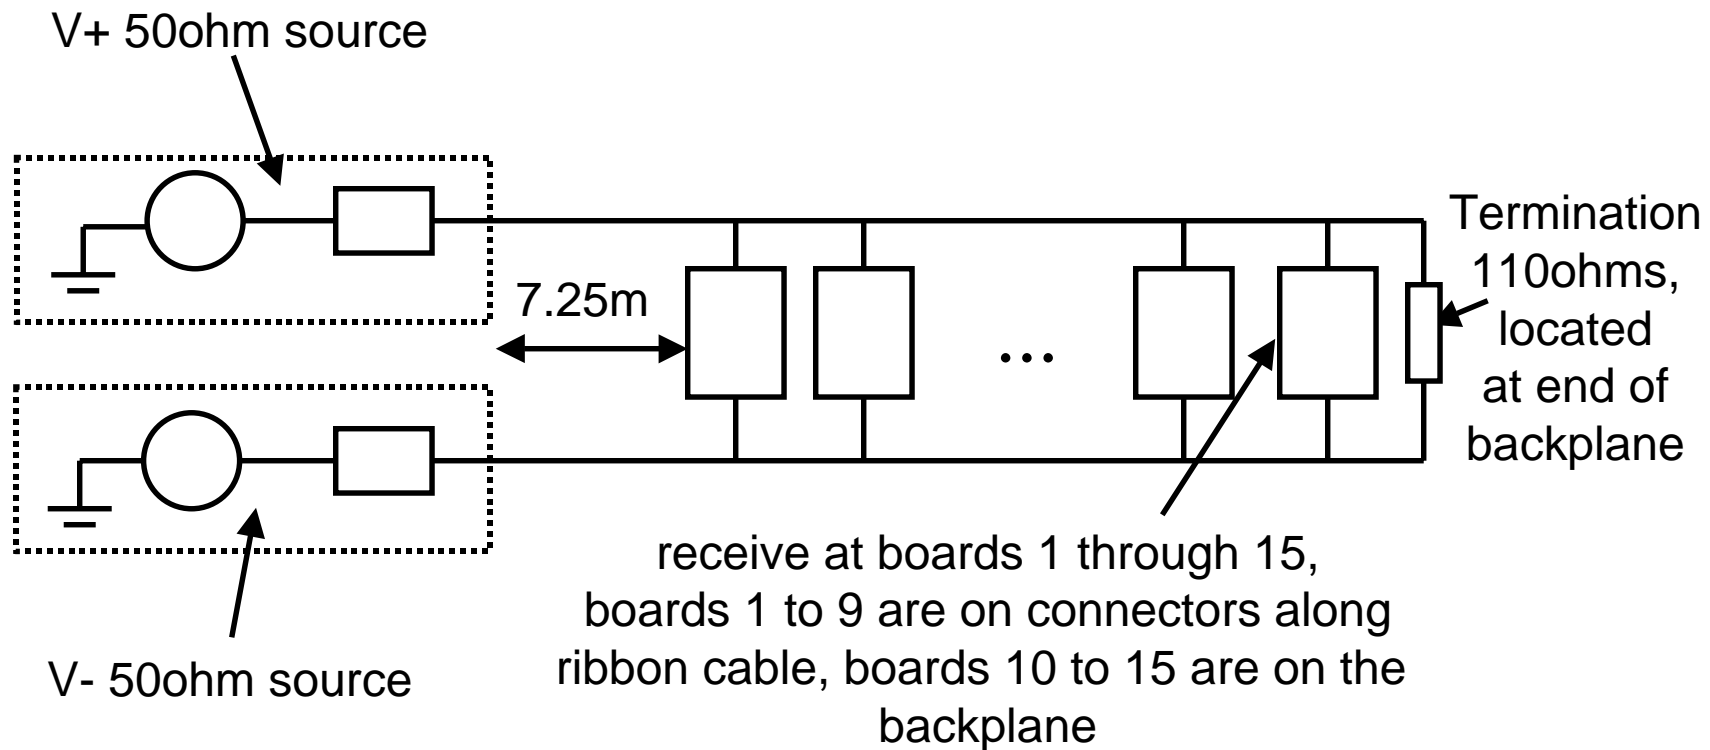 V+ 50ohm source
7.25m
Termination
110ohms,
located
at end of
backplane
...
receive at boards 1 through 15,
boards 1 to 9 are on connectors along
ribbon cable, boards 10 to 15 are on the
backplane
V- 50ohm source